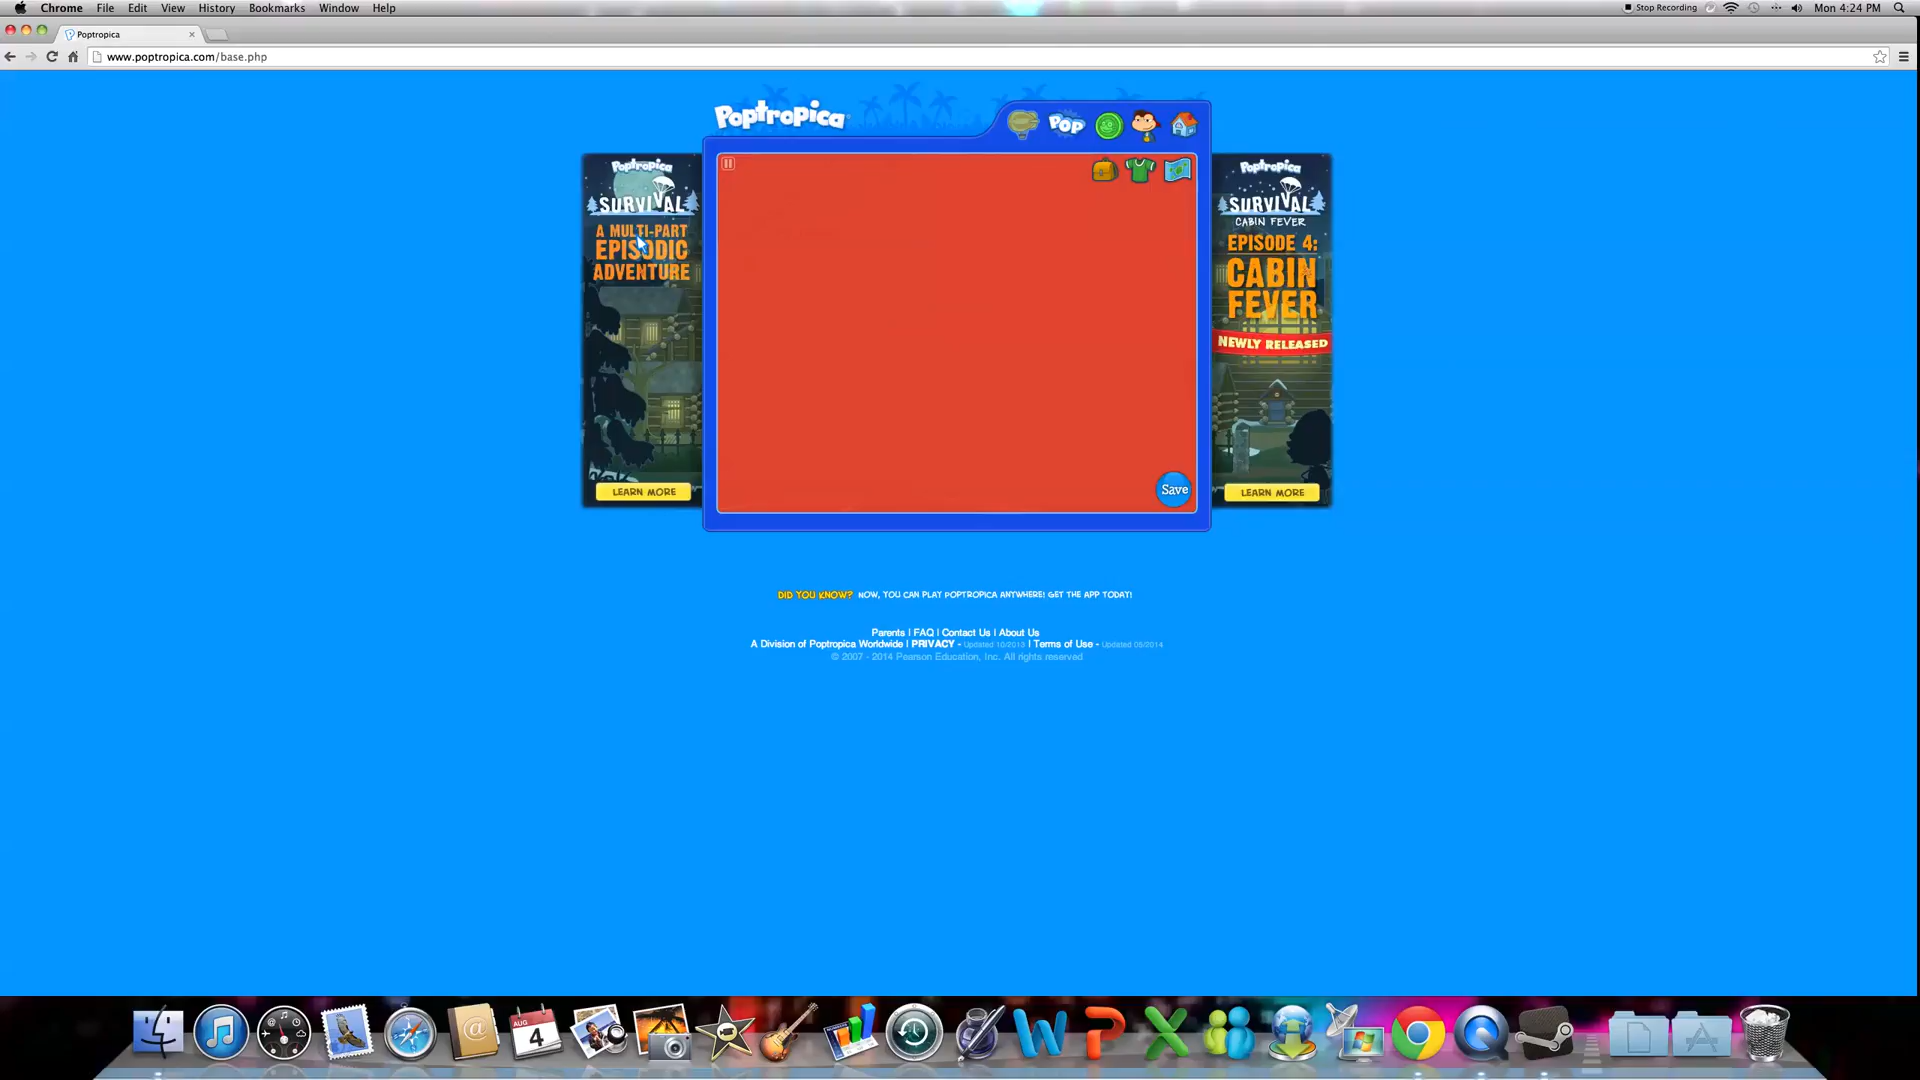 Chrome File Edit View History Bookmarks Window Help Stop Recording Mon 4:24 PM
Poptropica
www.poptropica.com/base.php
Poptropica POP
Poptropica
SURVIVAL
A MULTI-PART
EPISODIC
ADVENTURE
LEARN MORE
Save
Poptropica
SURVIVAL
CABIN FEVER
EPISODE 4:
CABIN
FEVER
NEWLY RELEASED
LEARN MORE
DID YOU KNOW? NOW, YOU CAN PLAY POPTROPICA ANYWHERE! GET THE APP TODAY!
Parents | FAQ | Contact Us | About Us
A Division of Poptropica Worldwide | PRIVACY - Updated 10/2013 | Terms of Use - Updated 05/2014
© 2007 - 2014 Pearson Education, Inc. All rights reserved
AUG
4